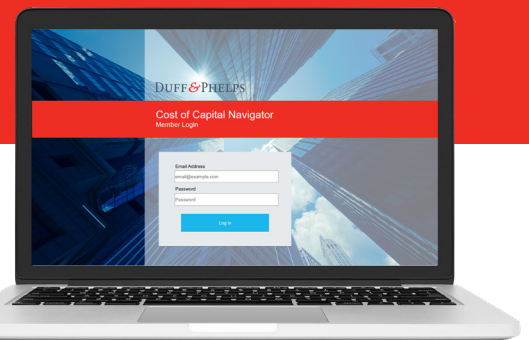 DUFF&PHELPS
Cost of Capital Navigator
Member Login
Email Address
email@example.com
Password
Password
Log in